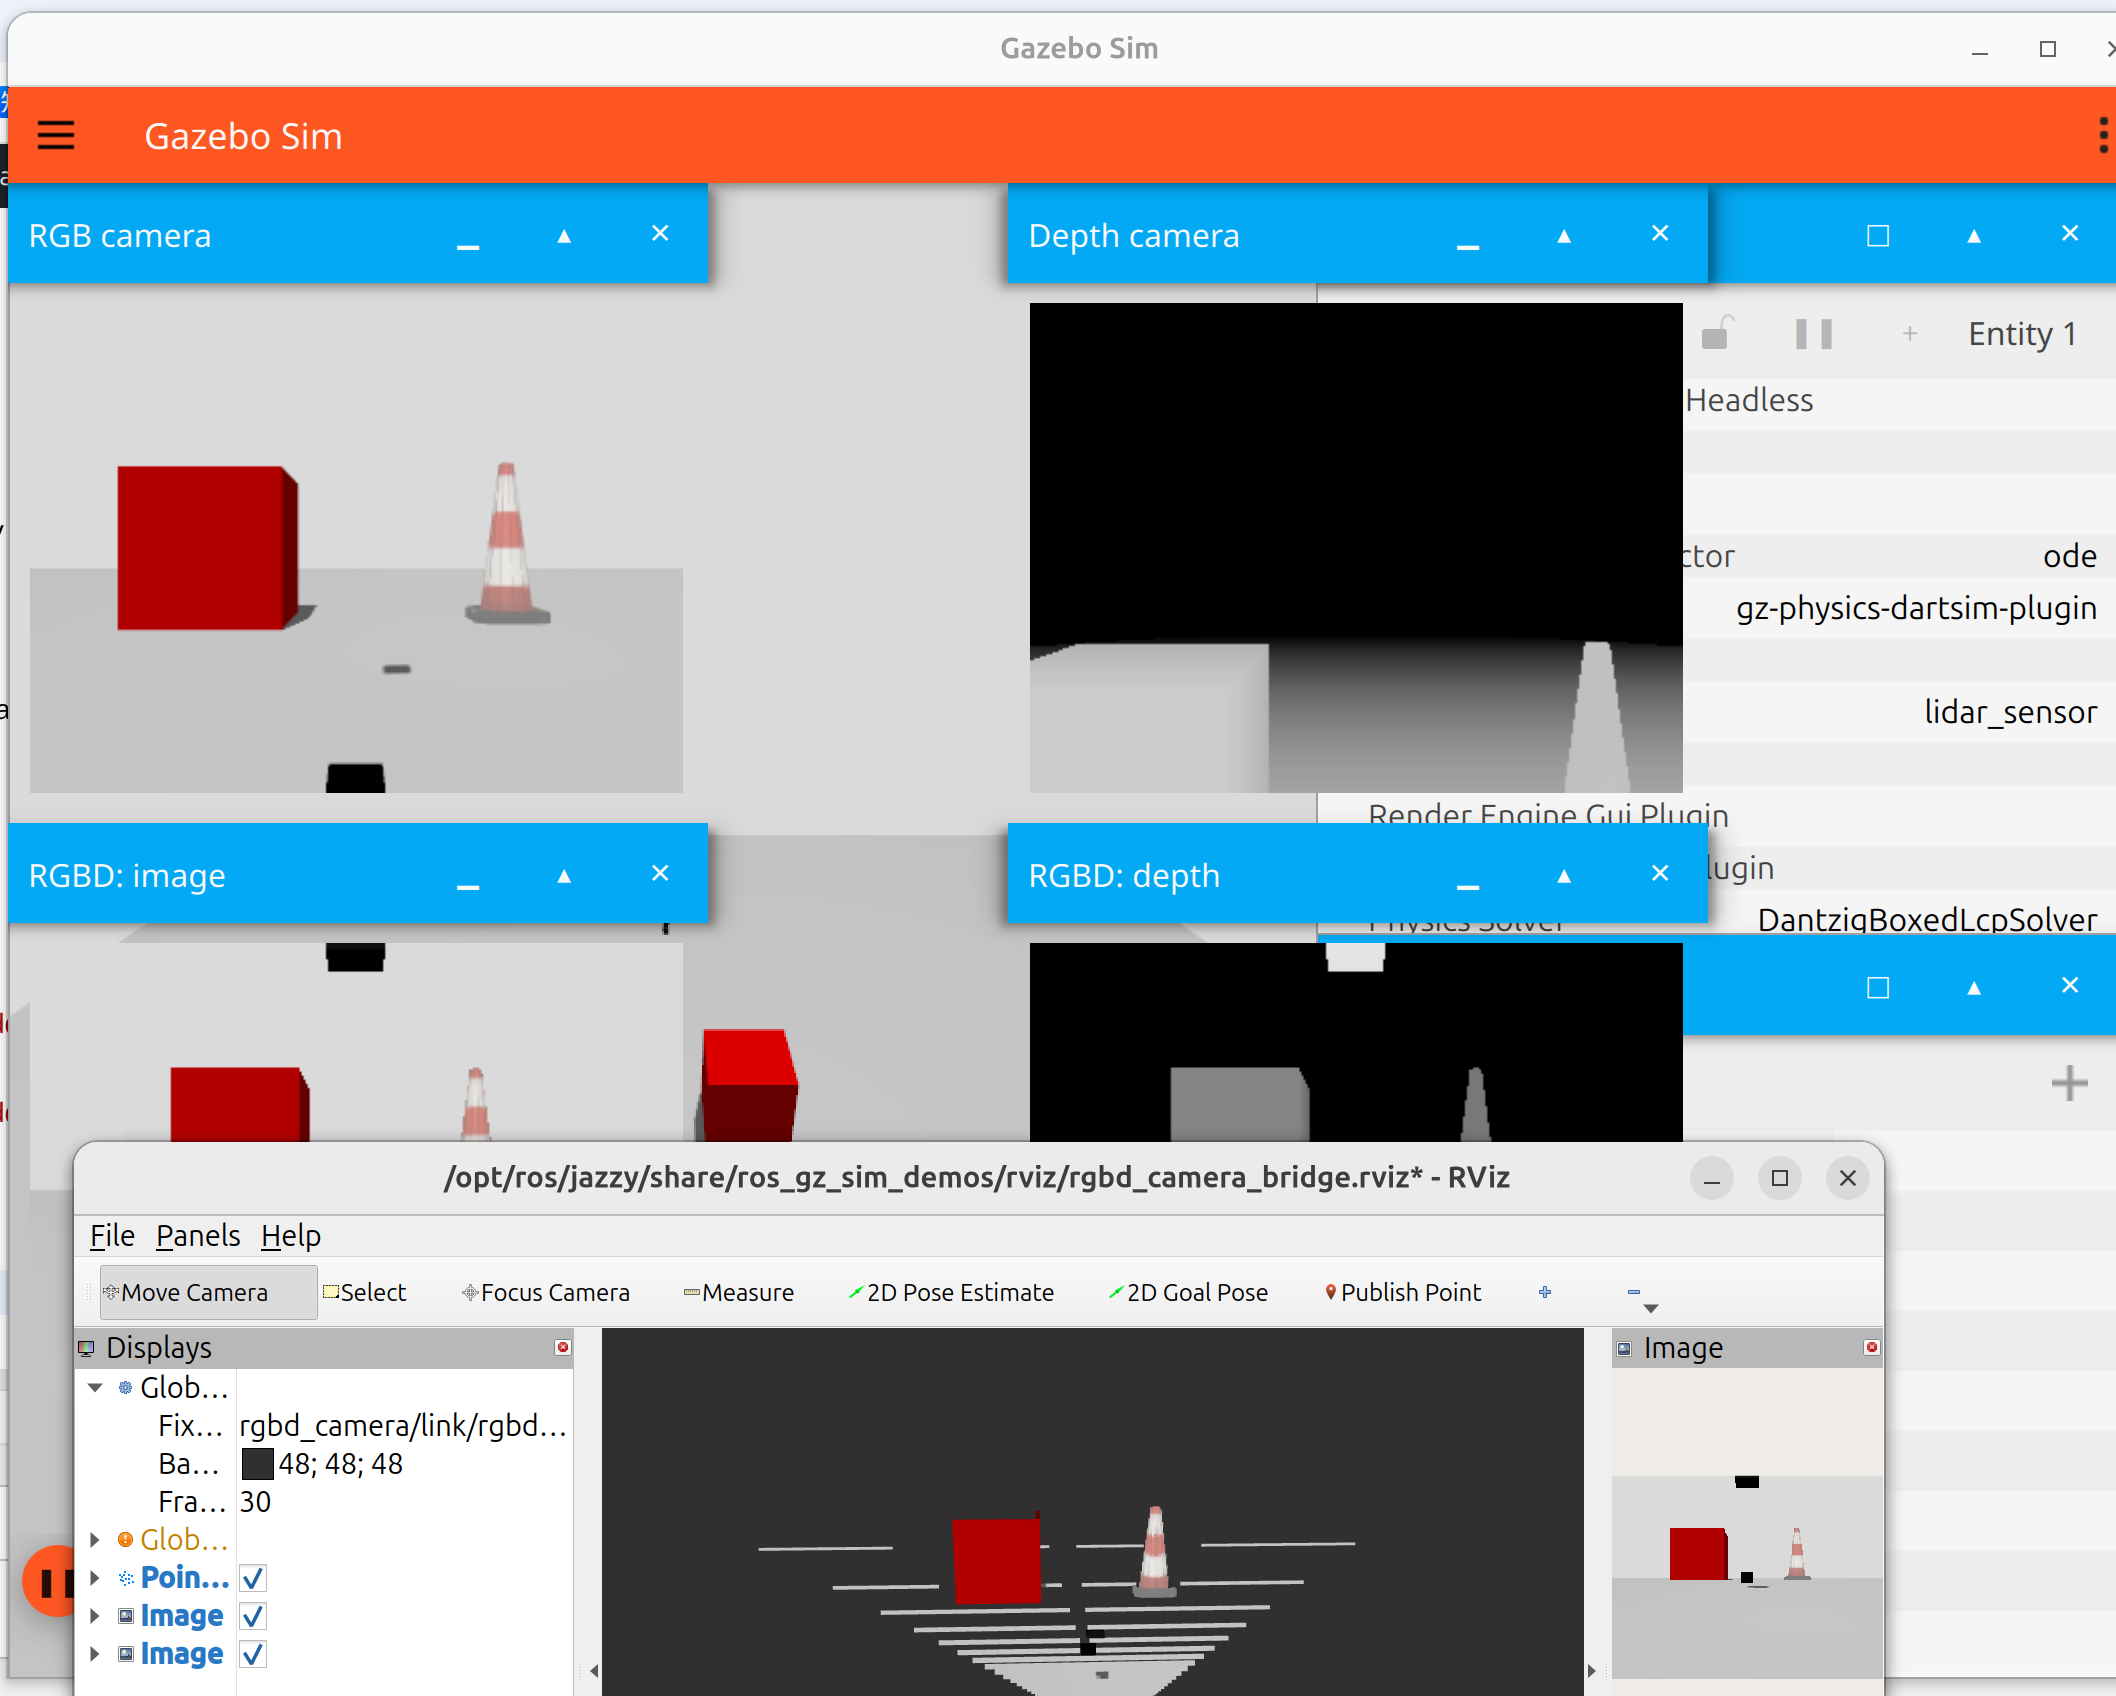 Gazebo Sim
Gazebo Sim
RGB camera
Depth camera
Entity 1
Headless
ctor
ode
gz-physics-dartsim-plugin
lidar_sensor
Render Engine Gui Plugin
lugin
RGBD: image
RGBD: depth
Physics Solver
DantzigBoxedLcpSolver
/opt/ros/jazzy/share/ros_gz_sim_demos/rviz/rgbd_camera_bridge.rviz* - RViz
File Panels Help
Move Camera Select Focus Camera Measure 2D Pose Estimate 2D Goal Pose Publish Point
Displays
Image
Glob...
Fix... rgbd_camera/link/rgbd...
Ba... 48; 48; 48
Fra... 30
Glob...
Poin...
Image
Image